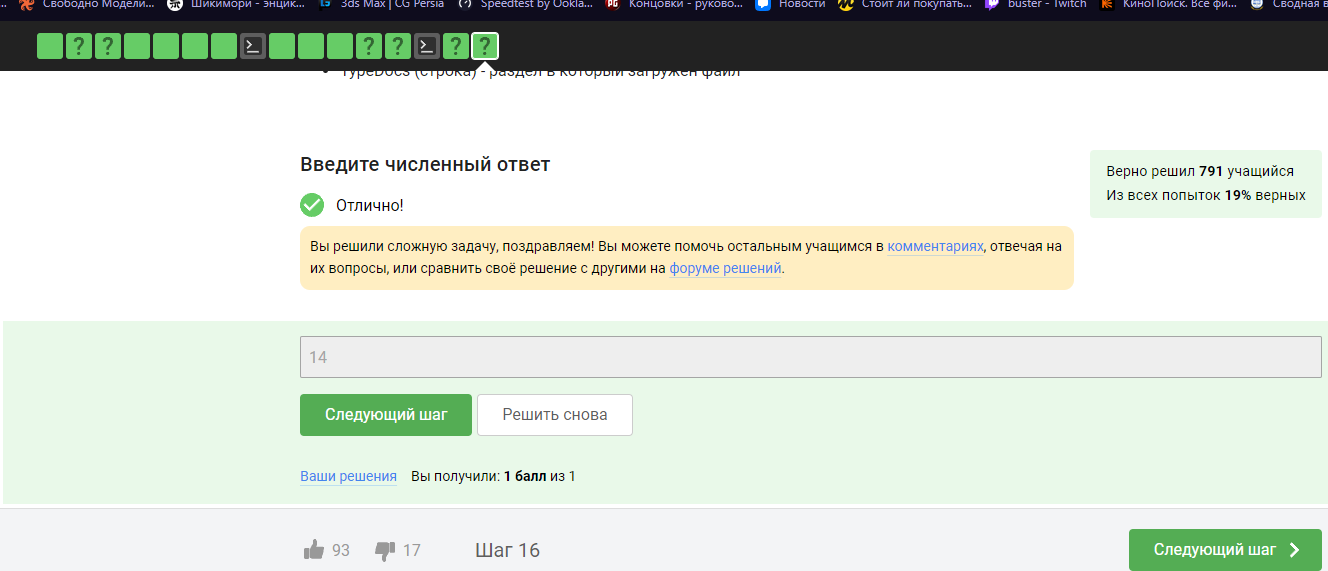 Свободно Модели... Шикимори - энцик... 3ds Max | CG Persia Speedtest by Ookla... Концовки - руково... Новости Стоит ли покупать... buster - Twitch КиноПоиск. Все фи... Сводная в
? ? ? ? ? ?
TypeDocs (строка) - раздел в который загружен файл
Введите численный ответ
Верно решил 791 учащийся
Из всех попыток 19% верных
Отлично!
Вы решили сложную задачу, поздравляем! Вы можете помочь остальным учащимся в комментариях, отвечая на
их вопросы, или сравнить своё решение с другими на форуме решений.
14
Следующий шаг Решить снова
Ваши решения Вы получили: 1 балл из 1
93 17 Шаг 16 Следующий шаг